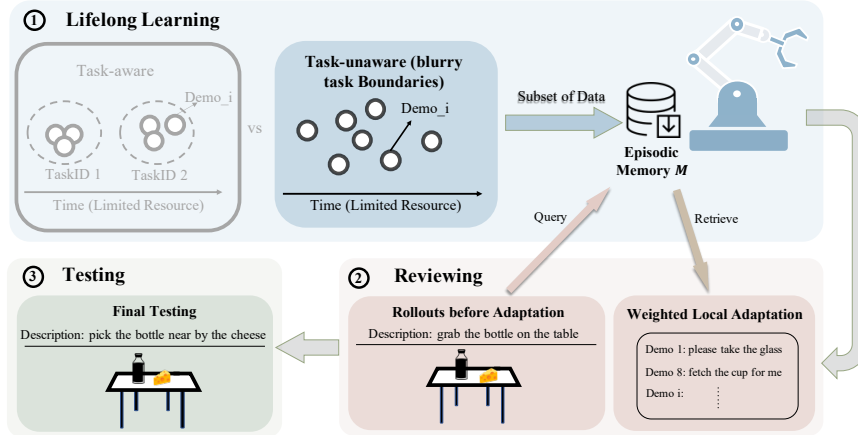 ① Lifelong Learning
Task-aware
Demo_i
TaskID 1
TaskID 2
Time (Limited Resource)
vs
Task-unaware (blurry
task Boundaries)
Demo_i
Time (Limited Resource)
Subset of Data
Episodic
Memory M
Query
Retrieve
③ Testing
Final Testing
Description: pick the bottle near by the cheese
② Reviewing
Rollouts before Adaptation
Description: grab the bottle on the table
Weighted Local Adaptation
Demo 1: please take the glass
Demo 8: fetch the cup for me
Demo i: